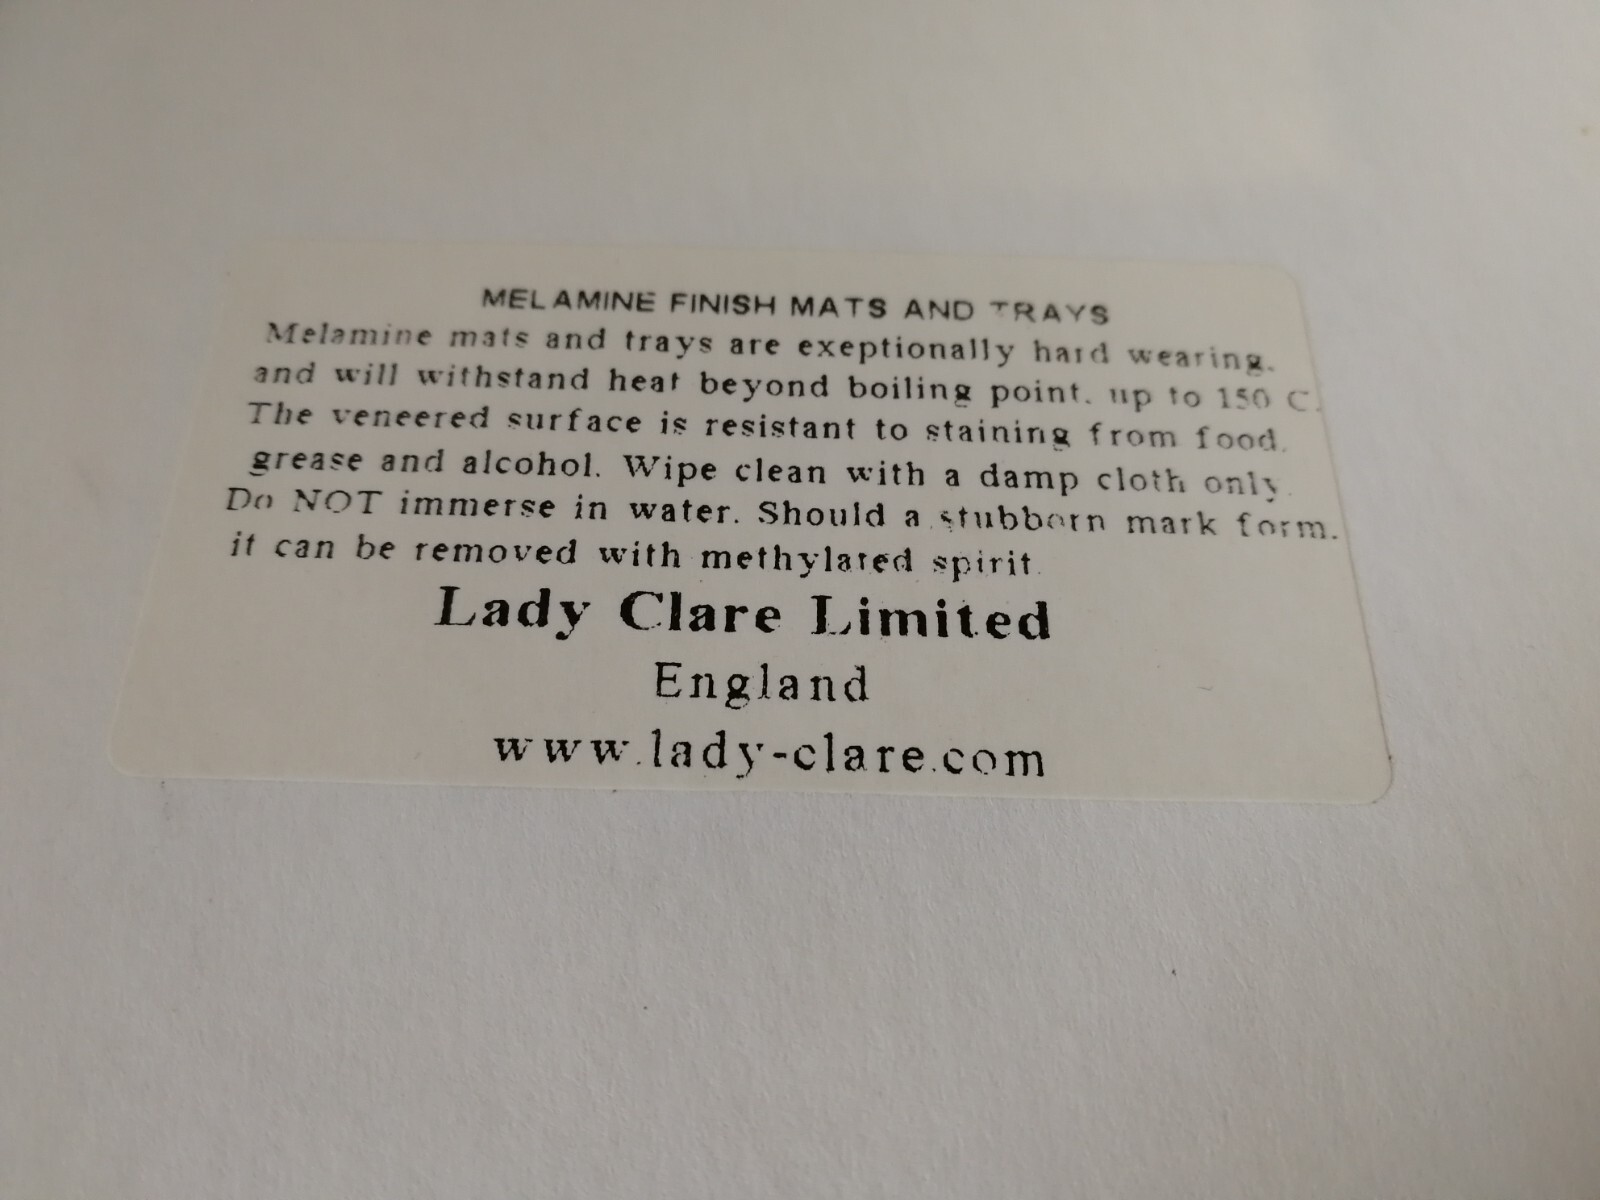 MELAMINE FINISH MATS AND TRAYS
Melamine mats and trays are exeptionally hard wearing,
and will withstand heat beyond boiling point, up to 150 C.
The veneered surface is resistant to staining from food,
grease and alcohol. Wipe clean with a damp cloth only.
Do NOT immerse in water. Should a stubborn mark form,
it can be removed with methylated spirit.
Lady Clare Limited
England
www.lady-clare.com